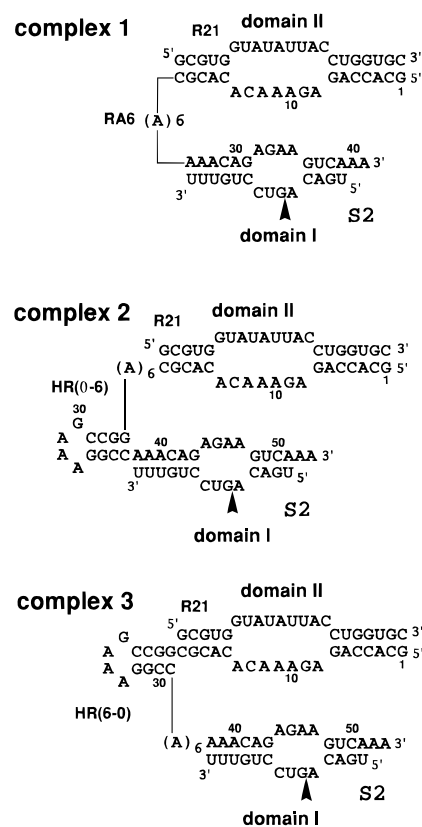 complex 1
R21 domain II
5' GCGUG GUAUAUUAC CUGGUGC 3'
CGCAC ACAAAGA GACCACG 5'
10 1
RA6 (A) 6
30 40
AAACAG AGAA GUCAAA 3'
UUUGUC CUGA CAGU 5'
3' S2
domain I
complex 2
R21 domain II
5' GCGUG GUAUAUUAC CUGGUGC 3'
(A) 6 CGCAC ACAAAGA GACCACG 5'
10 1
HR(0-6)
30
G
A CCGG 40 AGAA 50
A GGCC AAACAG GUCAAA 3'
A UUUGUC CUGA CAGU 5'
3' S2
domain I
complex 3
R21 domain II
5' GCGUG GUAUAUUAC CUGGUGC 3'
G
A CCGGCGCAC ACAAAGA GACCACG 5'
A GGCC 10 1
A 30
HR(6-0)
40 50
(A) 6 AAACAG AGAA GUCAAA 3'
3' UUUGUC CUGA CAGU 5'
S2
domain I